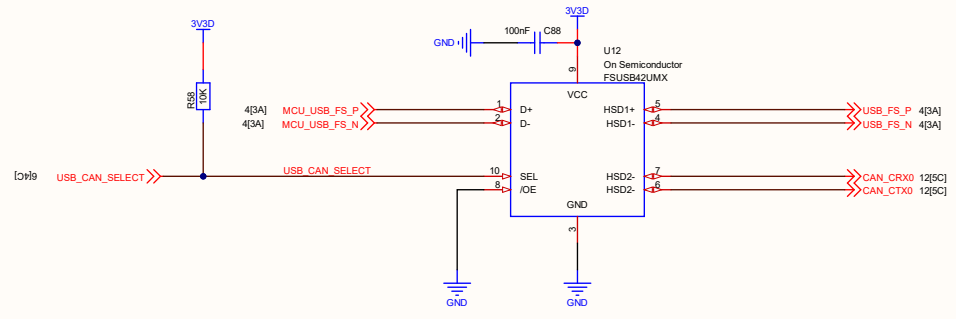 3V3D
3V3D
100nF
C88
GND
U12
On Semiconductor
FSUSB42UMX
R58
10K
9
VCC
4[3A]
MCU_USB_FS_P
1
D+
HSD1+
5
USB_FS_P
4[3A]
4[3A]
MCU_USB_FS_N
2
D-
HSD1-
4
USB_FS_N
4[3A]
6[4C]
USB_CAN_SELECT
USB_CAN_SELECT
10
SEL
HSD2-
7
CAN_CRX0
12[5C]
8
/OE
HSD2-
6
CAN_CTX0
12[5C]
GND
3
GND
GND